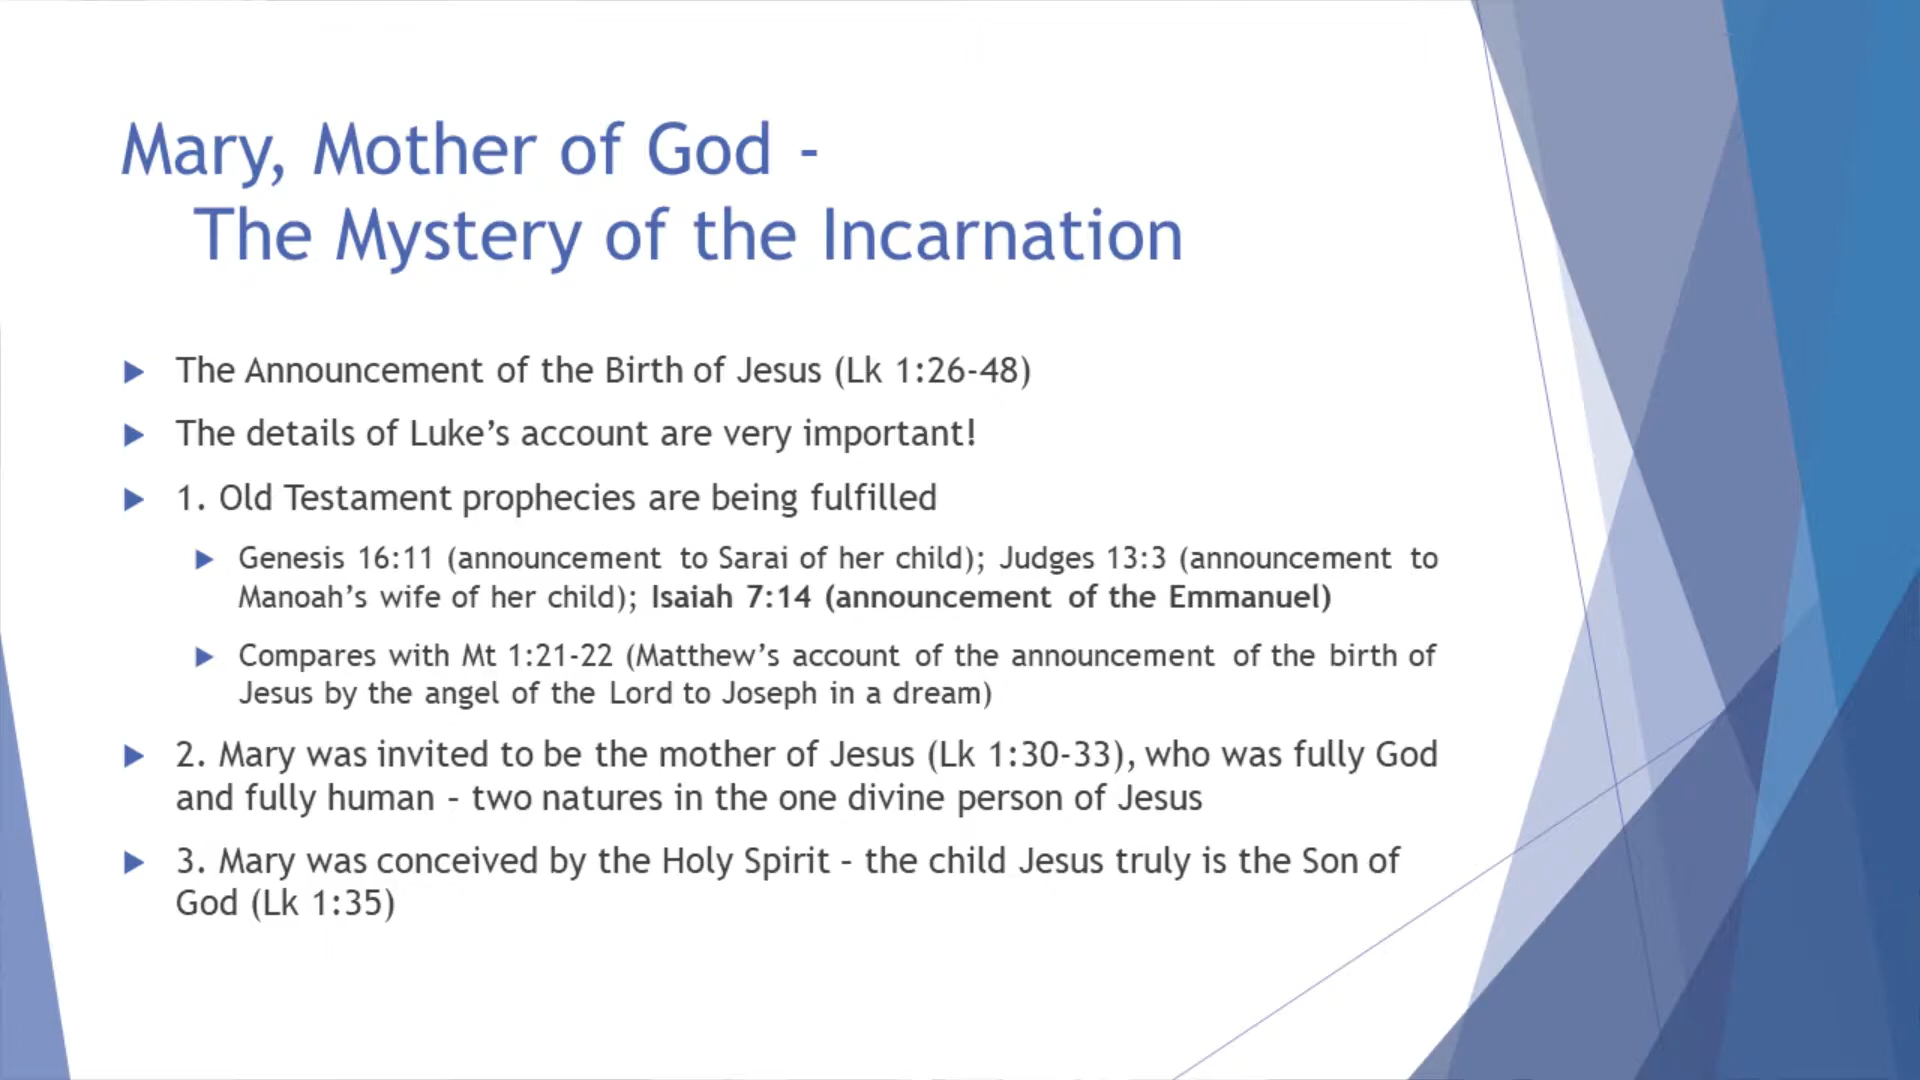 Mary, Mother of God -
The Mystery of the Incarnation
The Announcement of the Birth of Jesus (Lk 1:26-48)
The details of Luke’s account are very important!
1. Old Testament prophecies are being fulfilled
Genesis 16:11 (announcement to Sarai of her child); Judges 13:3 (announcement to
Manoah’s wife of her child); Isaiah 7:14 (announcement of the Emmanuel)
Compares with Mt 1:21-22 (Matthew’s account of the announcement of the birth of
Jesus by the angel of the Lord to Joseph in a dream)
2. Mary was invited to be the mother of Jesus (Lk 1:30-33), who was fully God
and fully human – two natures in the one divine person of Jesus
3. Mary was conceived by the Holy Spirit – the child Jesus truly is the Son of
God (Lk 1:35)